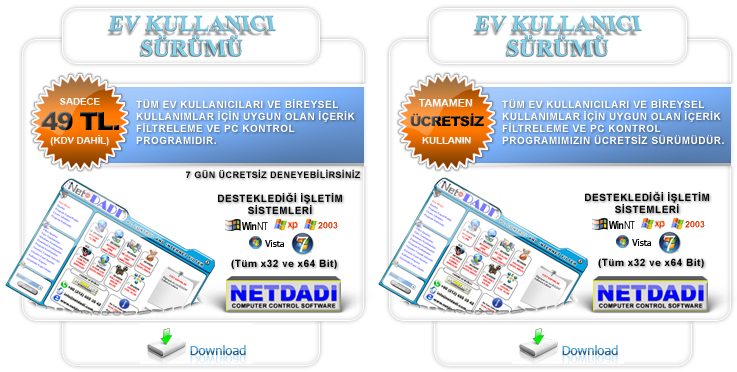 EV KULLANICI
SÜRÜMÜ
SADECE
49 TL.
(KDV DAHİL)
TÜM EV KULLANICILARI VE BİREYSEL
KULLANIMLAR İÇİN UYGUN OLAN İÇERİK
FİLTRELEME VE PC KONTROL
PROGRAMIDIR.
7 GÜN ÜCRETSİZ DENEYEBİLİRSİNİZ
Net DADI
DESTEKLEDİĞİ İŞLETİM
SİSTEMLERİ
WinNT xp 2003
Vista 7
(Tüm x32 ve x64 Bit)
NETDADI
COMPUTER CONTROL SOFTWARE
Download
EV KULLANICI
SÜRÜMÜ
TAMAMEN
ÜCRETSİZ
KULLANIN
TÜM EV KULLANICILARI VE BİREYSEL
KULLANIMLAR İÇİN UYGUN OLAN İÇERİK
FİLTRELEME VE PC KONTROL
PROGRAMIMIZIN ÜCRETSİZ SÜRÜMÜDÜR.
Net DADI
DESTEKLEDİĞİ İŞLETİM
SİSTEMLERİ
WinNT xp 2003
Vista 7
(Tüm x32 ve x64 Bit)
NETDADI
COMPUTER CONTROL SOFTWARE
Download